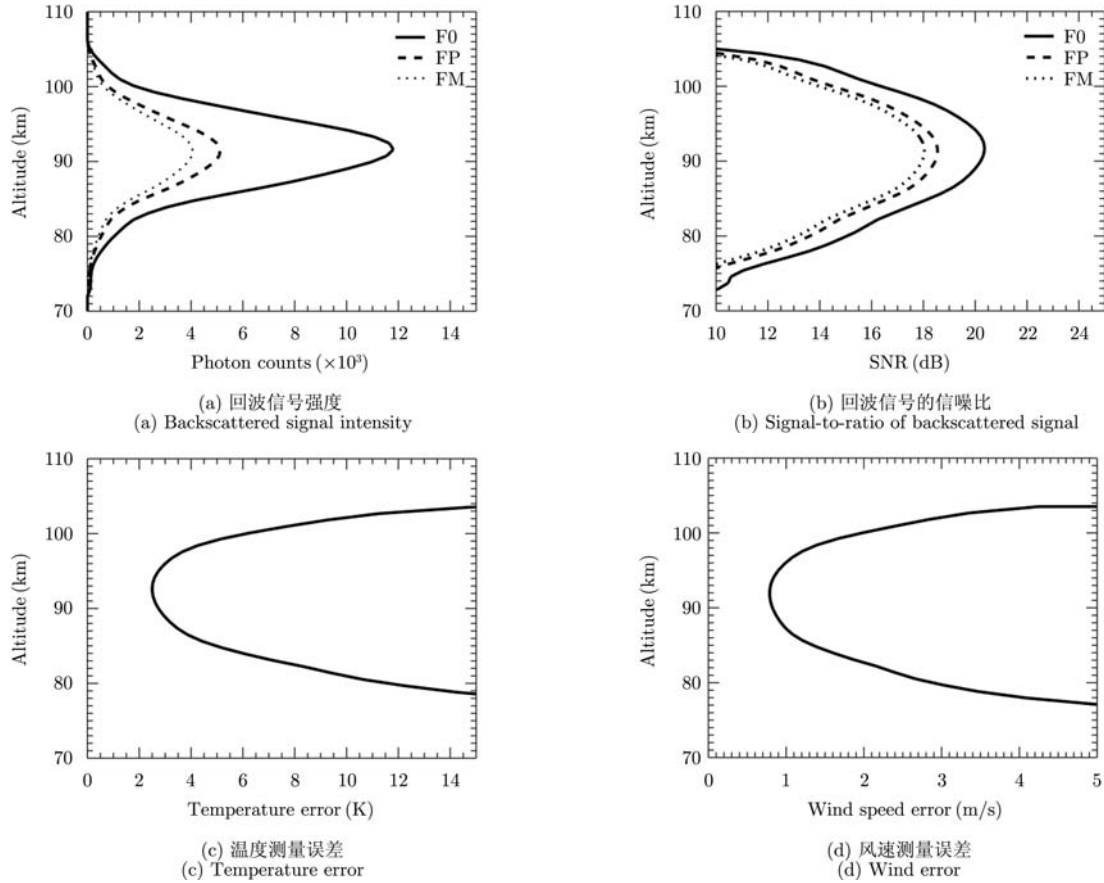 110
100
90
80
70
Altitude (km)
F0
FP
FM
0 2 4 6 8 10 12 14
Photon counts (×10³)
(a) 回波信号强度
(a) Backscattered signal intensity
110
100
90
80
70
Altitude (km)
F0
FP
FM
10 12 14 16 18 20 22 24
SNR (dB)
(b) 回波信号的信噪比
(b) Signal-to-ratio of backscattered signal
110
100
90
80
70
Altitude (km)
0 2 4 6 8 10 12 14
Temperature error (K)
(c) 温度测量误差
(c) Temperature error
110
100
90
80
70
Altitude (km)
0 1 2 3 4 5
Wind speed error (m/s)
(d) 风速测量误差
(d) Wind error